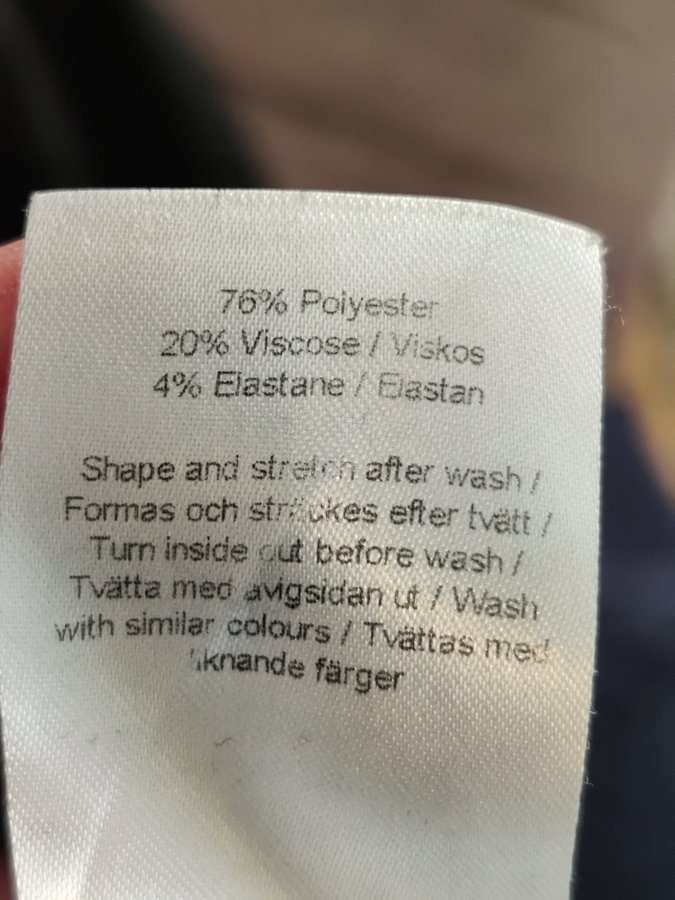 76% Polyester
20% Viscose / Viskos
4% Elastane / Elastan
Shape and stretch after wash /
Formas och sträckes efter tvätt /
Turn inside out before wash /
Tvätta med avigsidan ut / Wash
with similar colours / Tvättas med
liknande färger